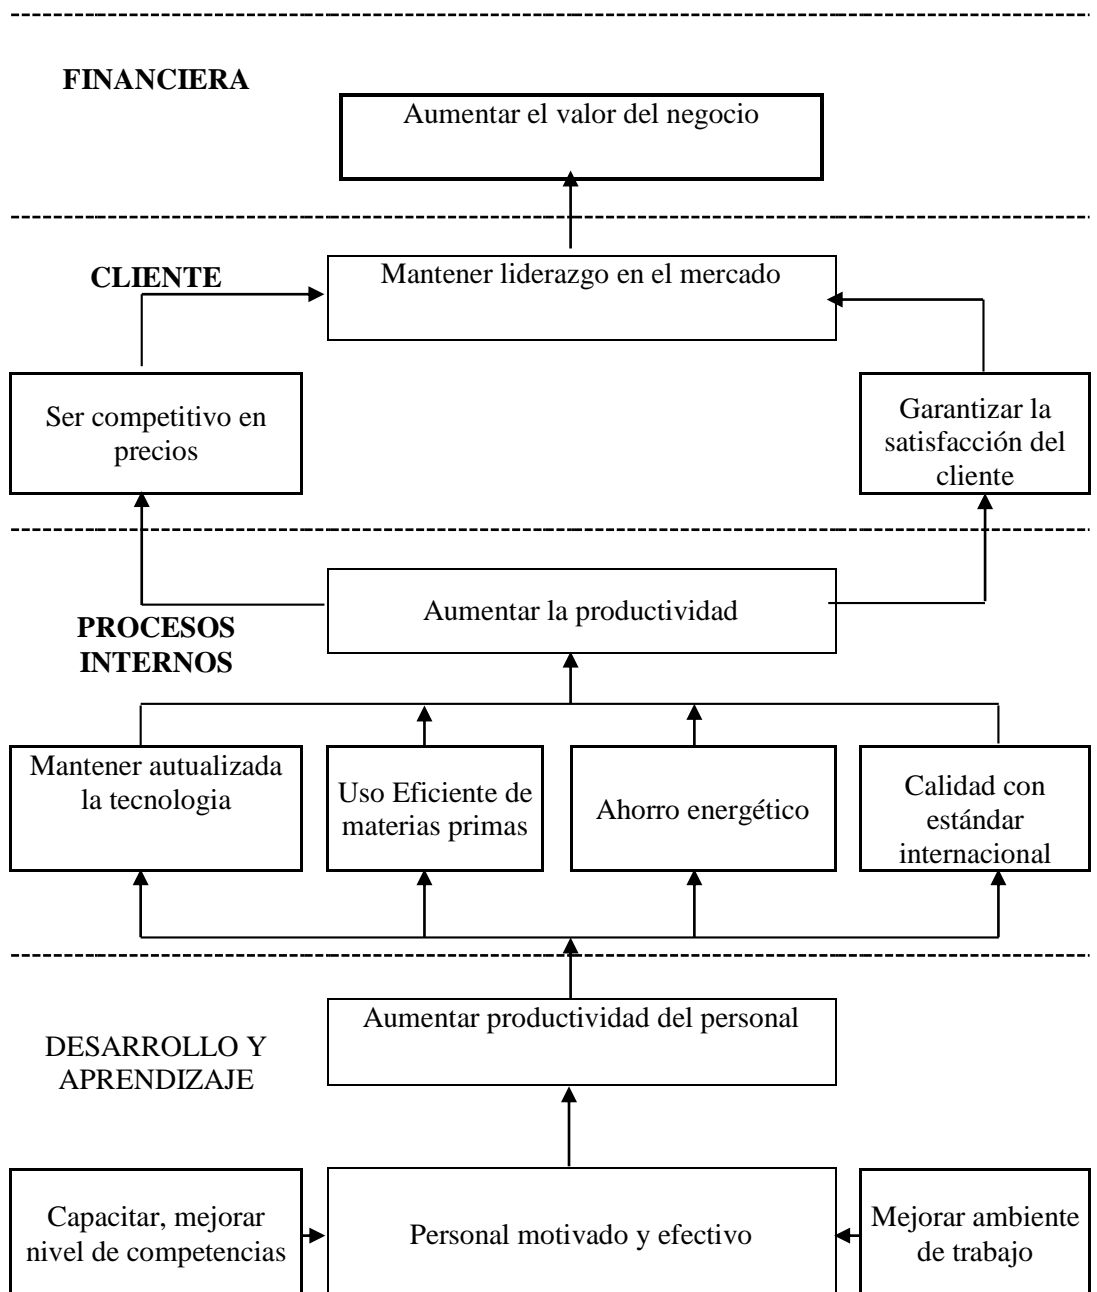 FINANCIERA
Aumentar el valor del negocio
CLIENTE
Mantener liderazgo en el mercado
Ser competitivo en
precios
Garantizar la
satisfacción del
cliente
Aumentar la productividad
PROCESOS
INTERNOS
Mantener autualizada
la tecnologia
Uso Eficiente de
materias primas
Ahorro energético
Calidad con
estándar
internacional
Aumentar productividad del personal
DESARROLLO Y
APRENDIZAJE
Capacitar, mejorar
nivel de competencias
Personal motivado y efectivo
Mejorar ambiente
de trabajo